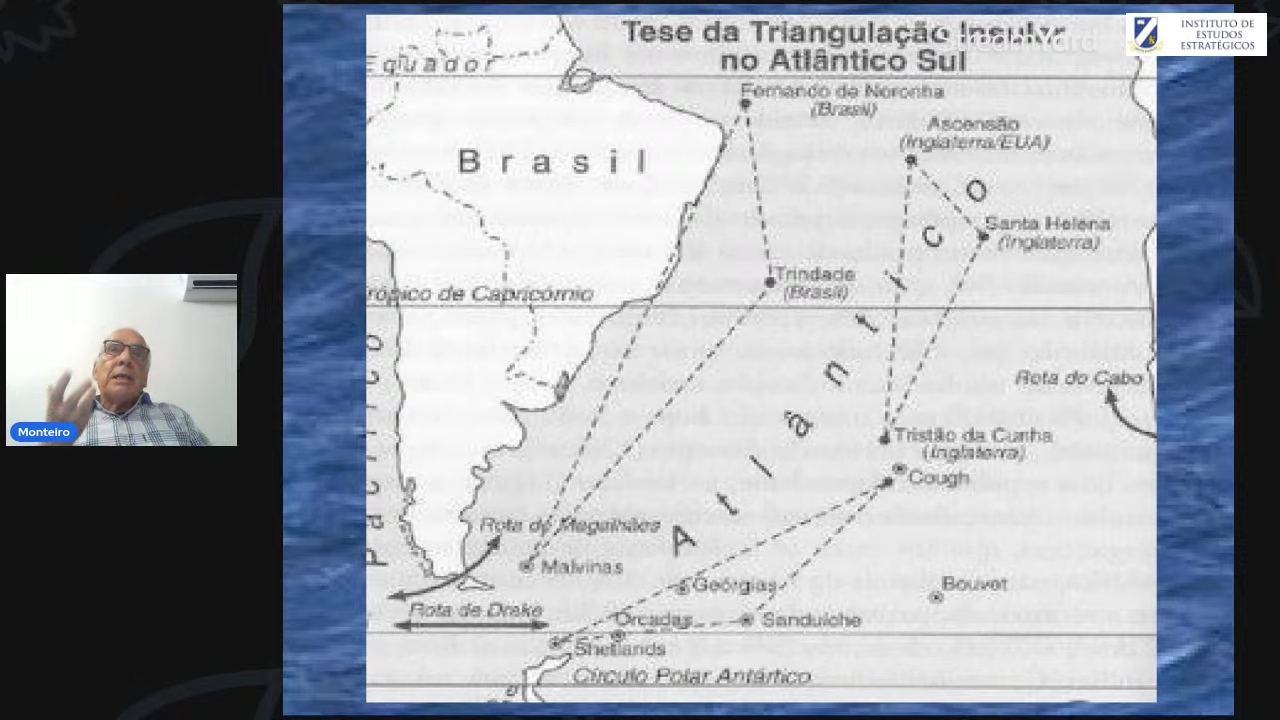 Tese da Triangulação Insular
no Atlântico Sul
INSTITUTO DE
ESTUDOS
ESTRATÉGICOS
Equador
Fernando de Noronha
(Brasil)
Ascensão
(Inglaterra/EUA)
Brasil
Santa Helena
(Inglaterra)
Trindade
(Brasil)
Trópico de Capricórnio
Atlântico
Pacífico
Rota do Cabo
Tristão da Cunha
(Inglaterra)
Cough
Monteiro
Rota de Magalhães
Malvinas
Geórgias
Bouvet
Rota de Drake
Orcadas
Sanduíche
Shetlands
Círculo Polar Antártico